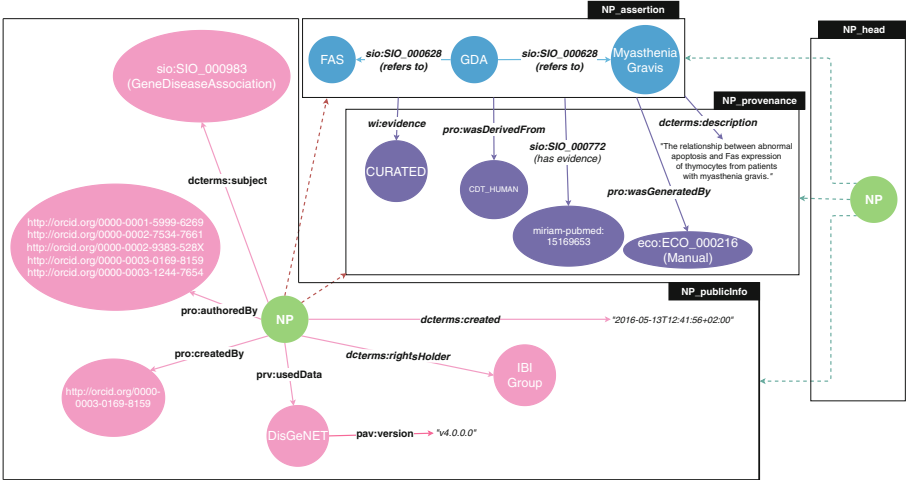 NP_assertion
NP_head
FAS
sio:SIO_000628
(refers to)
GDA
sio:SIO_000628
(refers to)
Myasthenia
Gravis
sio:SIO_000983
(GeneDiseaseAssociation)
NP_provenance
wi:evidence
pro:wasDerivedFrom
dcterms:description
sio:SIO_000772
(has evidence)
"The relationship between abnormal
apoptosis and Fas expression
of thymocytes from patients
with myasthenia gravis."
CURATED
CDT_HUMAN
pro:wasGeneratedBy
miriam-pubmed:
15169653
eco:ECO_000216
(Manual)
NP
dcterms:subject
http://orcid.org/0000-0001-5999-6269
http://orcid.org/0000-0002-7534-7661
http://orcid.org/0000-0002-9383-528X
http://orcid.org/0000-0003-0169-8159
http://orcid.org/0000-0003-1244-7654
NP_publicInfo
pro:authoredBy
NP
dcterms:created
"2016-05-13T12:41:56+02:00"
pro:createdBy
dcterms:rightsHolder
IBI
Group
prv:usedData
http://orcid.org/0000-
0003-0169-8159
DisGeNET
pav:version
"v4.0.0.0"